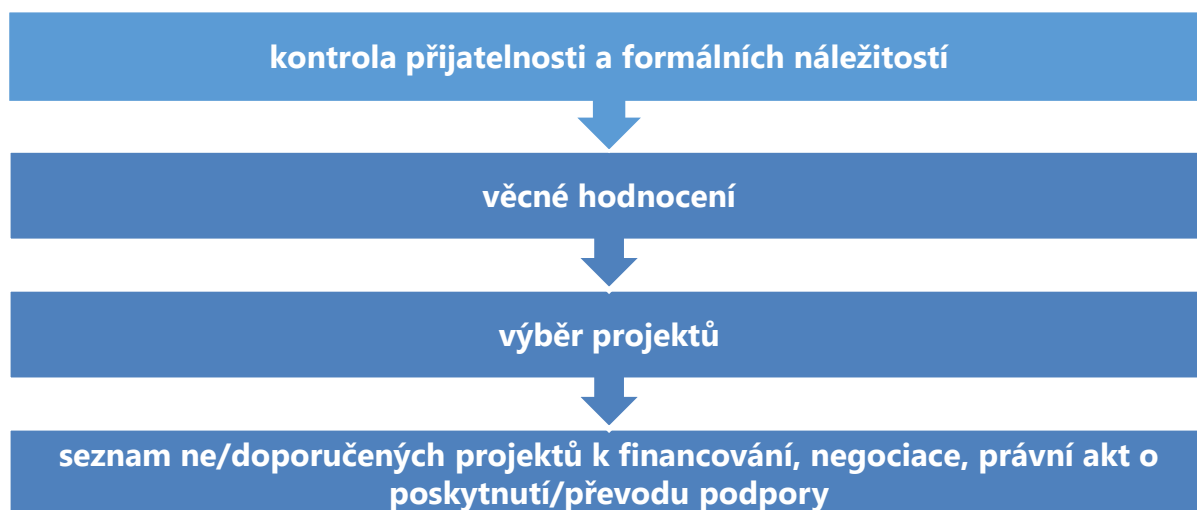 kontrola přijatelnosti a formálních náležitostí
věcné hodnocení
výběr projektů
seznam ne/doporučených projektů k financování, negociace, právní akt o
poskytnutí/převodu podpory